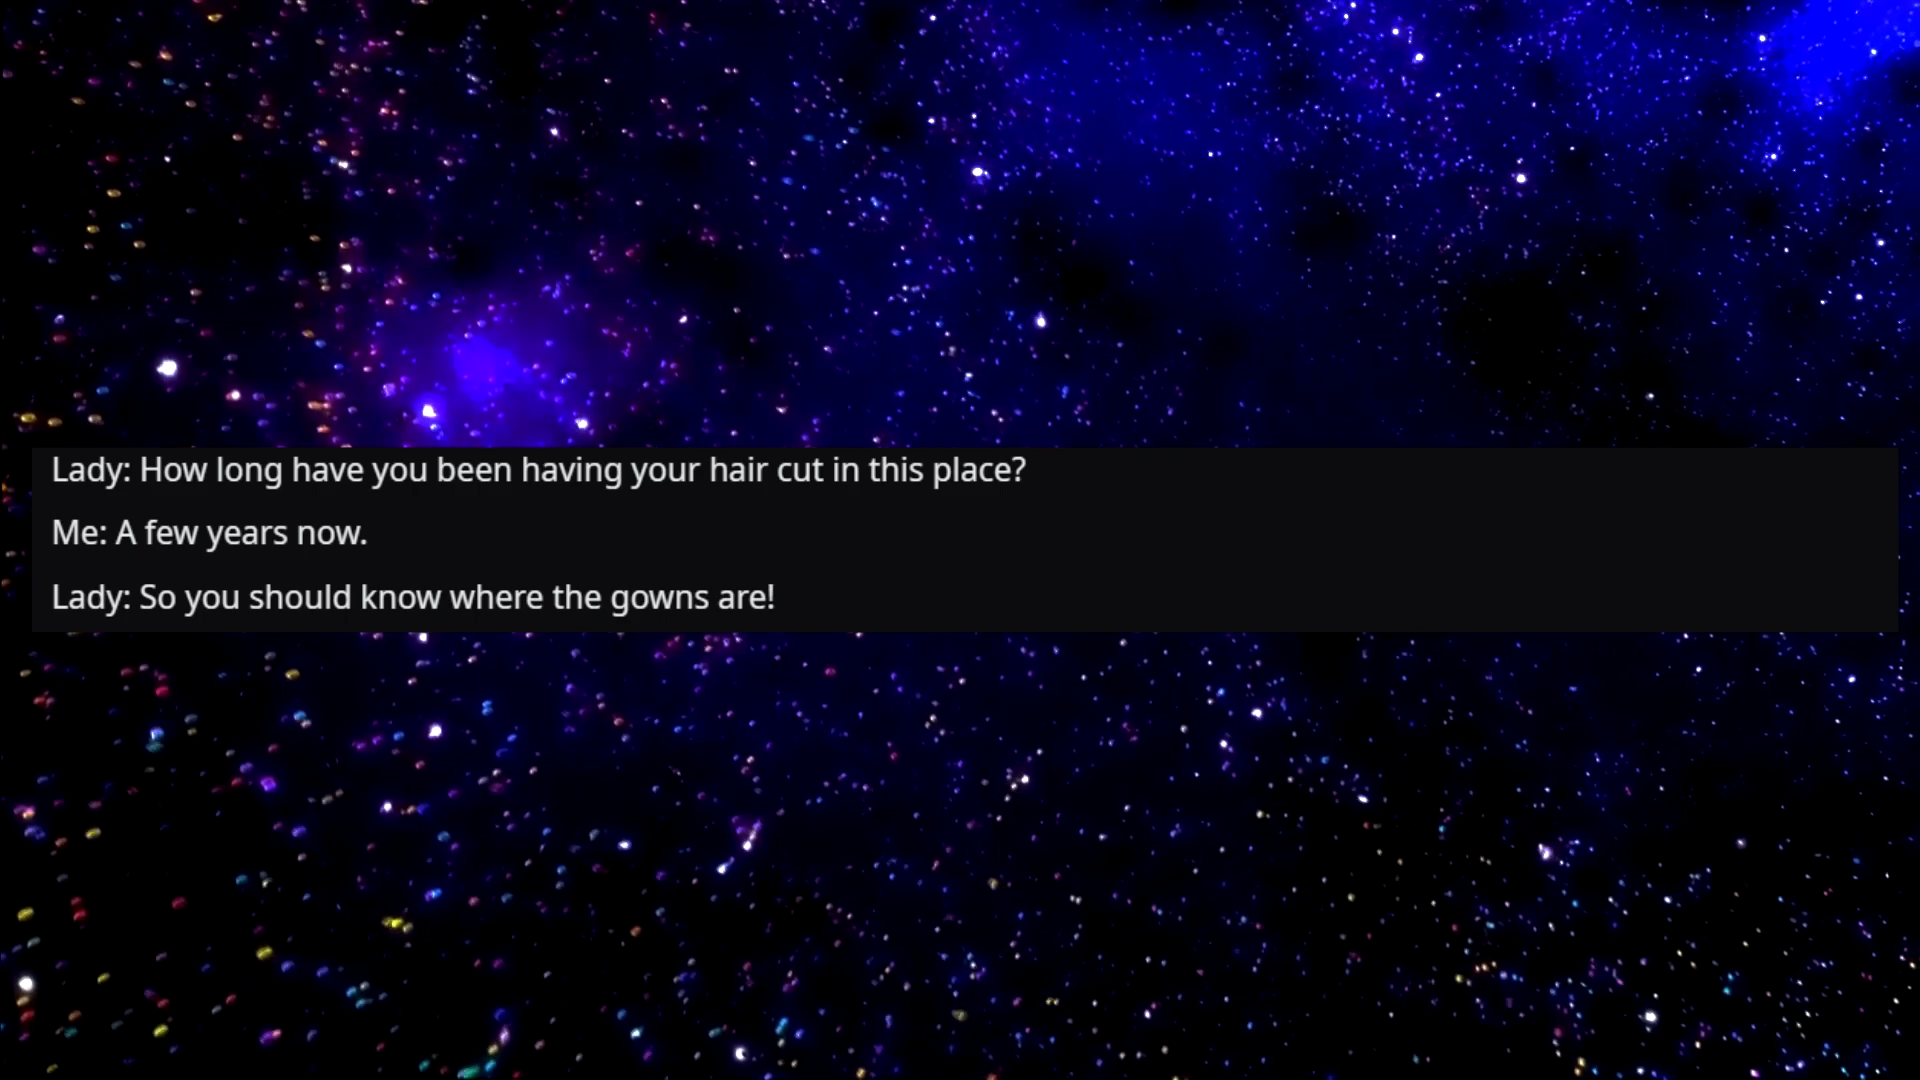 Lady: How long have you been having your hair cut in this place?
Me: A few years now.
Lady: So you should know where the gowns are!